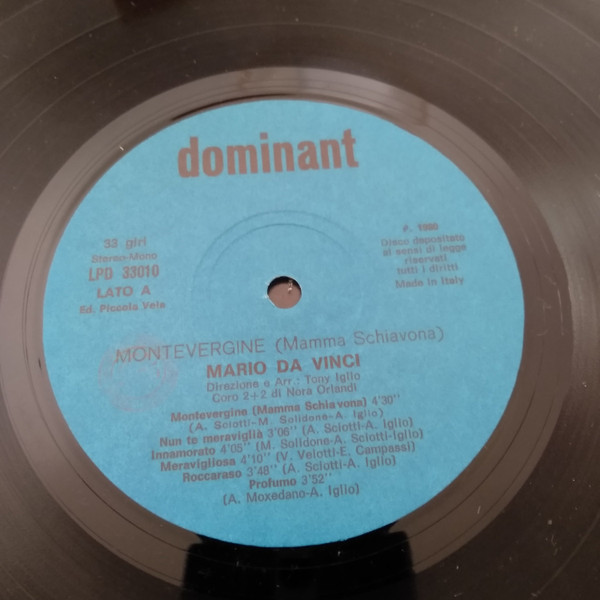 dominant
33 giri
Stereo-Mono
LPD 33010
LATO A
Ed. Piccola Vela
P. 1980
Disco depositato
ai sensi di legge
riservati
tutti i diritti
Made in Italy
MONTEVERGINE (Mamma Schiavona)
MARIO DA VINCI
Direzione e Arr.: Tony Iglio
Coro 2+2 di Nora Orlandi
Montevergine (Mamma Schiavona) 4'30"
(A. Sciotti-M. Solidone-A. Iglio)
Nun te meraviglià 3'06" (A. Sciotti-A. Iglio)
Innamorato 4'05" (M. Solidone-A. Iglio)
Meravigliosa 4'10" (V. Velotti-E. Campassi)
Roccaraso 3'48" (A. Sciotti-A. Iglio)
Profumo 3'52"
(A. Moxedano-A. Iglio)